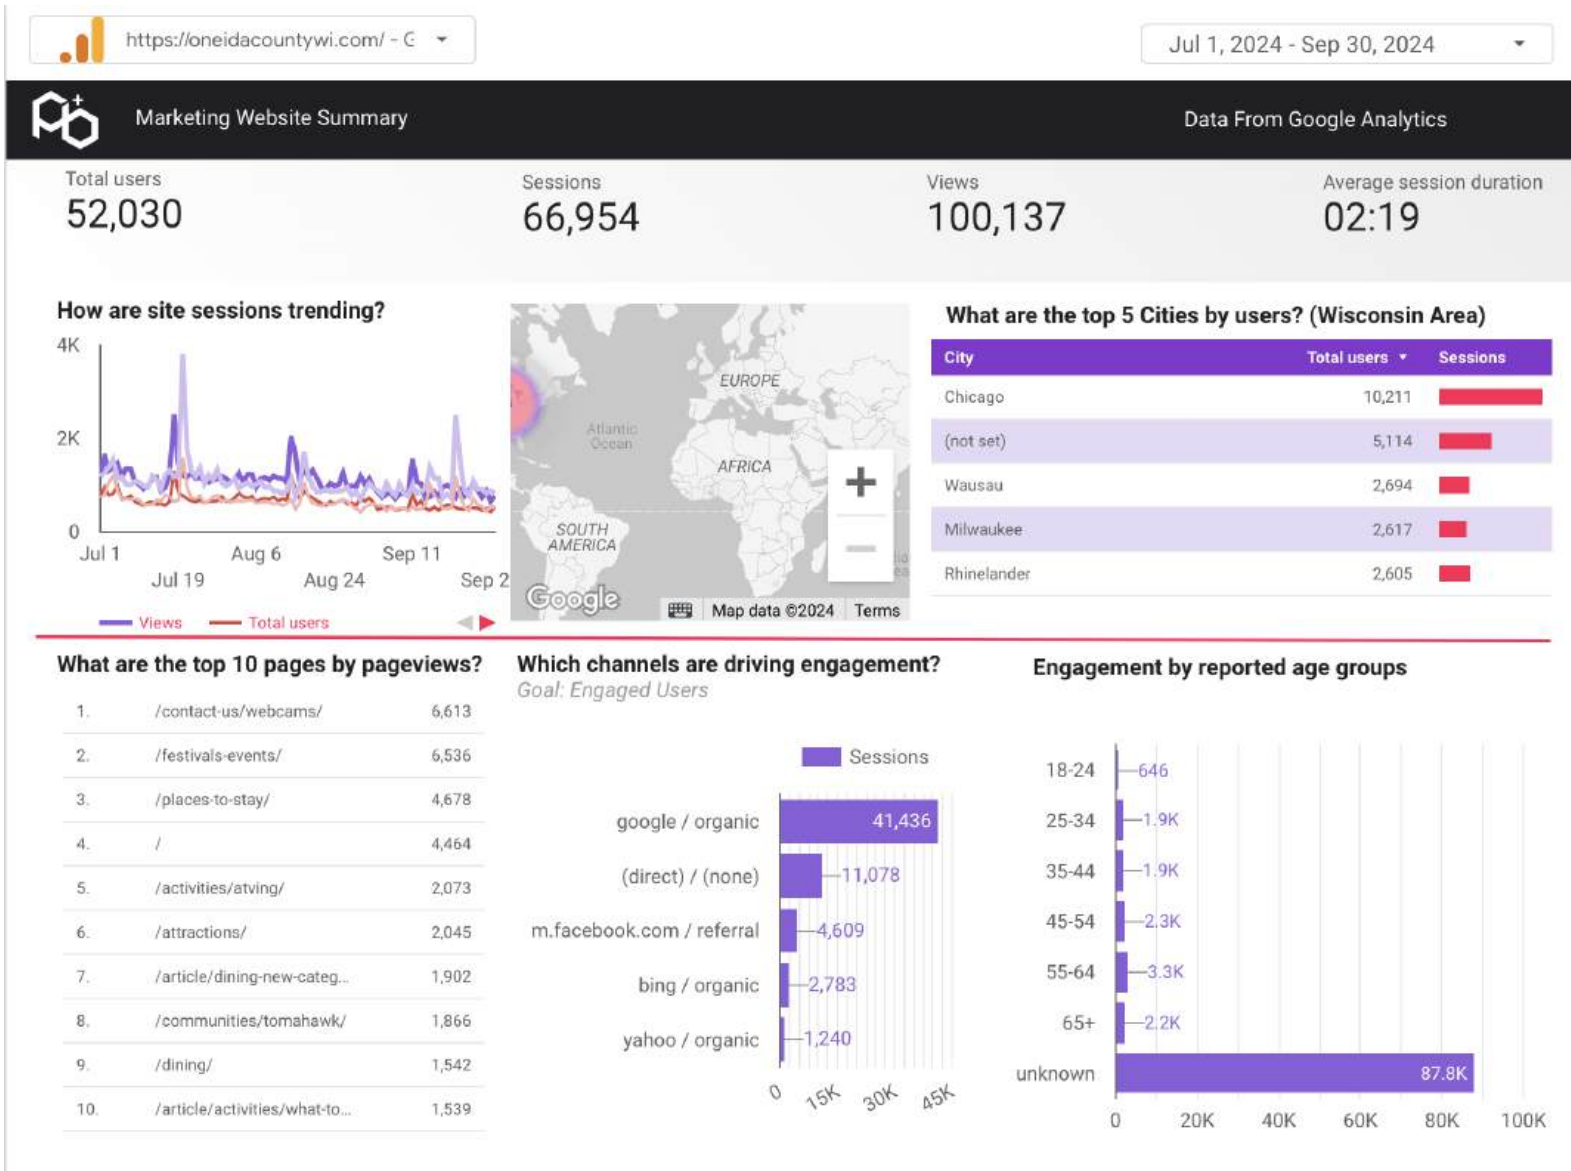 https://oneidacountywi.com/ - G
Jul 1, 2024 - Sep 30, 2024
Marketing Website Summary
Data From Google Analytics
Total users
52,030
Sessions
66,954
Views
100,137
Average session duration
02:19
How are site sessions trending?
4K
2K
0
Jul 1
Aug 6
Sep 11
Jul 19
Aug 24
Sep 2
Views
Total users
EUROPE
Atlantic
Ocean
AFRICA
SOUTH
AMERICA
Google
Map data ©2024
Terms
What are the top 5 Cities by users? (Wisconsin Area)
City Total users Sessions
Chicago 10,211
(not set) 5,114
Wausau 2,694
Milwaukee 2,617
Rhinelander 2,605
What are the top 10 pages by pageviews?
1. /contact-us/webcams/ 6,613
2. /festivals-events/ 6,536
3. /places-to-stay/ 4,678
4. / 4,464
5. /activities/atving/ 2,073
6. /attractions/ 2,045
7. /article/dining-new-categ... 1,902
8. /communities/tomahawk/ 1,866
9. /dining/ 1,542
10. /article/activities/what-to... 1,539
Which channels are driving engagement?
Goal: Engaged Users
Sessions
google / organic 41,436
(direct) / (none) 11,078
m.facebook.com / referral 4,609
bing / organic 2,783
yahoo / organic 1,240
0 15K 30K 45K
Engagement by reported age groups
18-24 646
25-34 1.9K
35-44 1.9K
45-54 2.3K
55-64 3.3K
65+ 2.2K
unknown 87.8K
0 20K 40K 60K 80K 100K